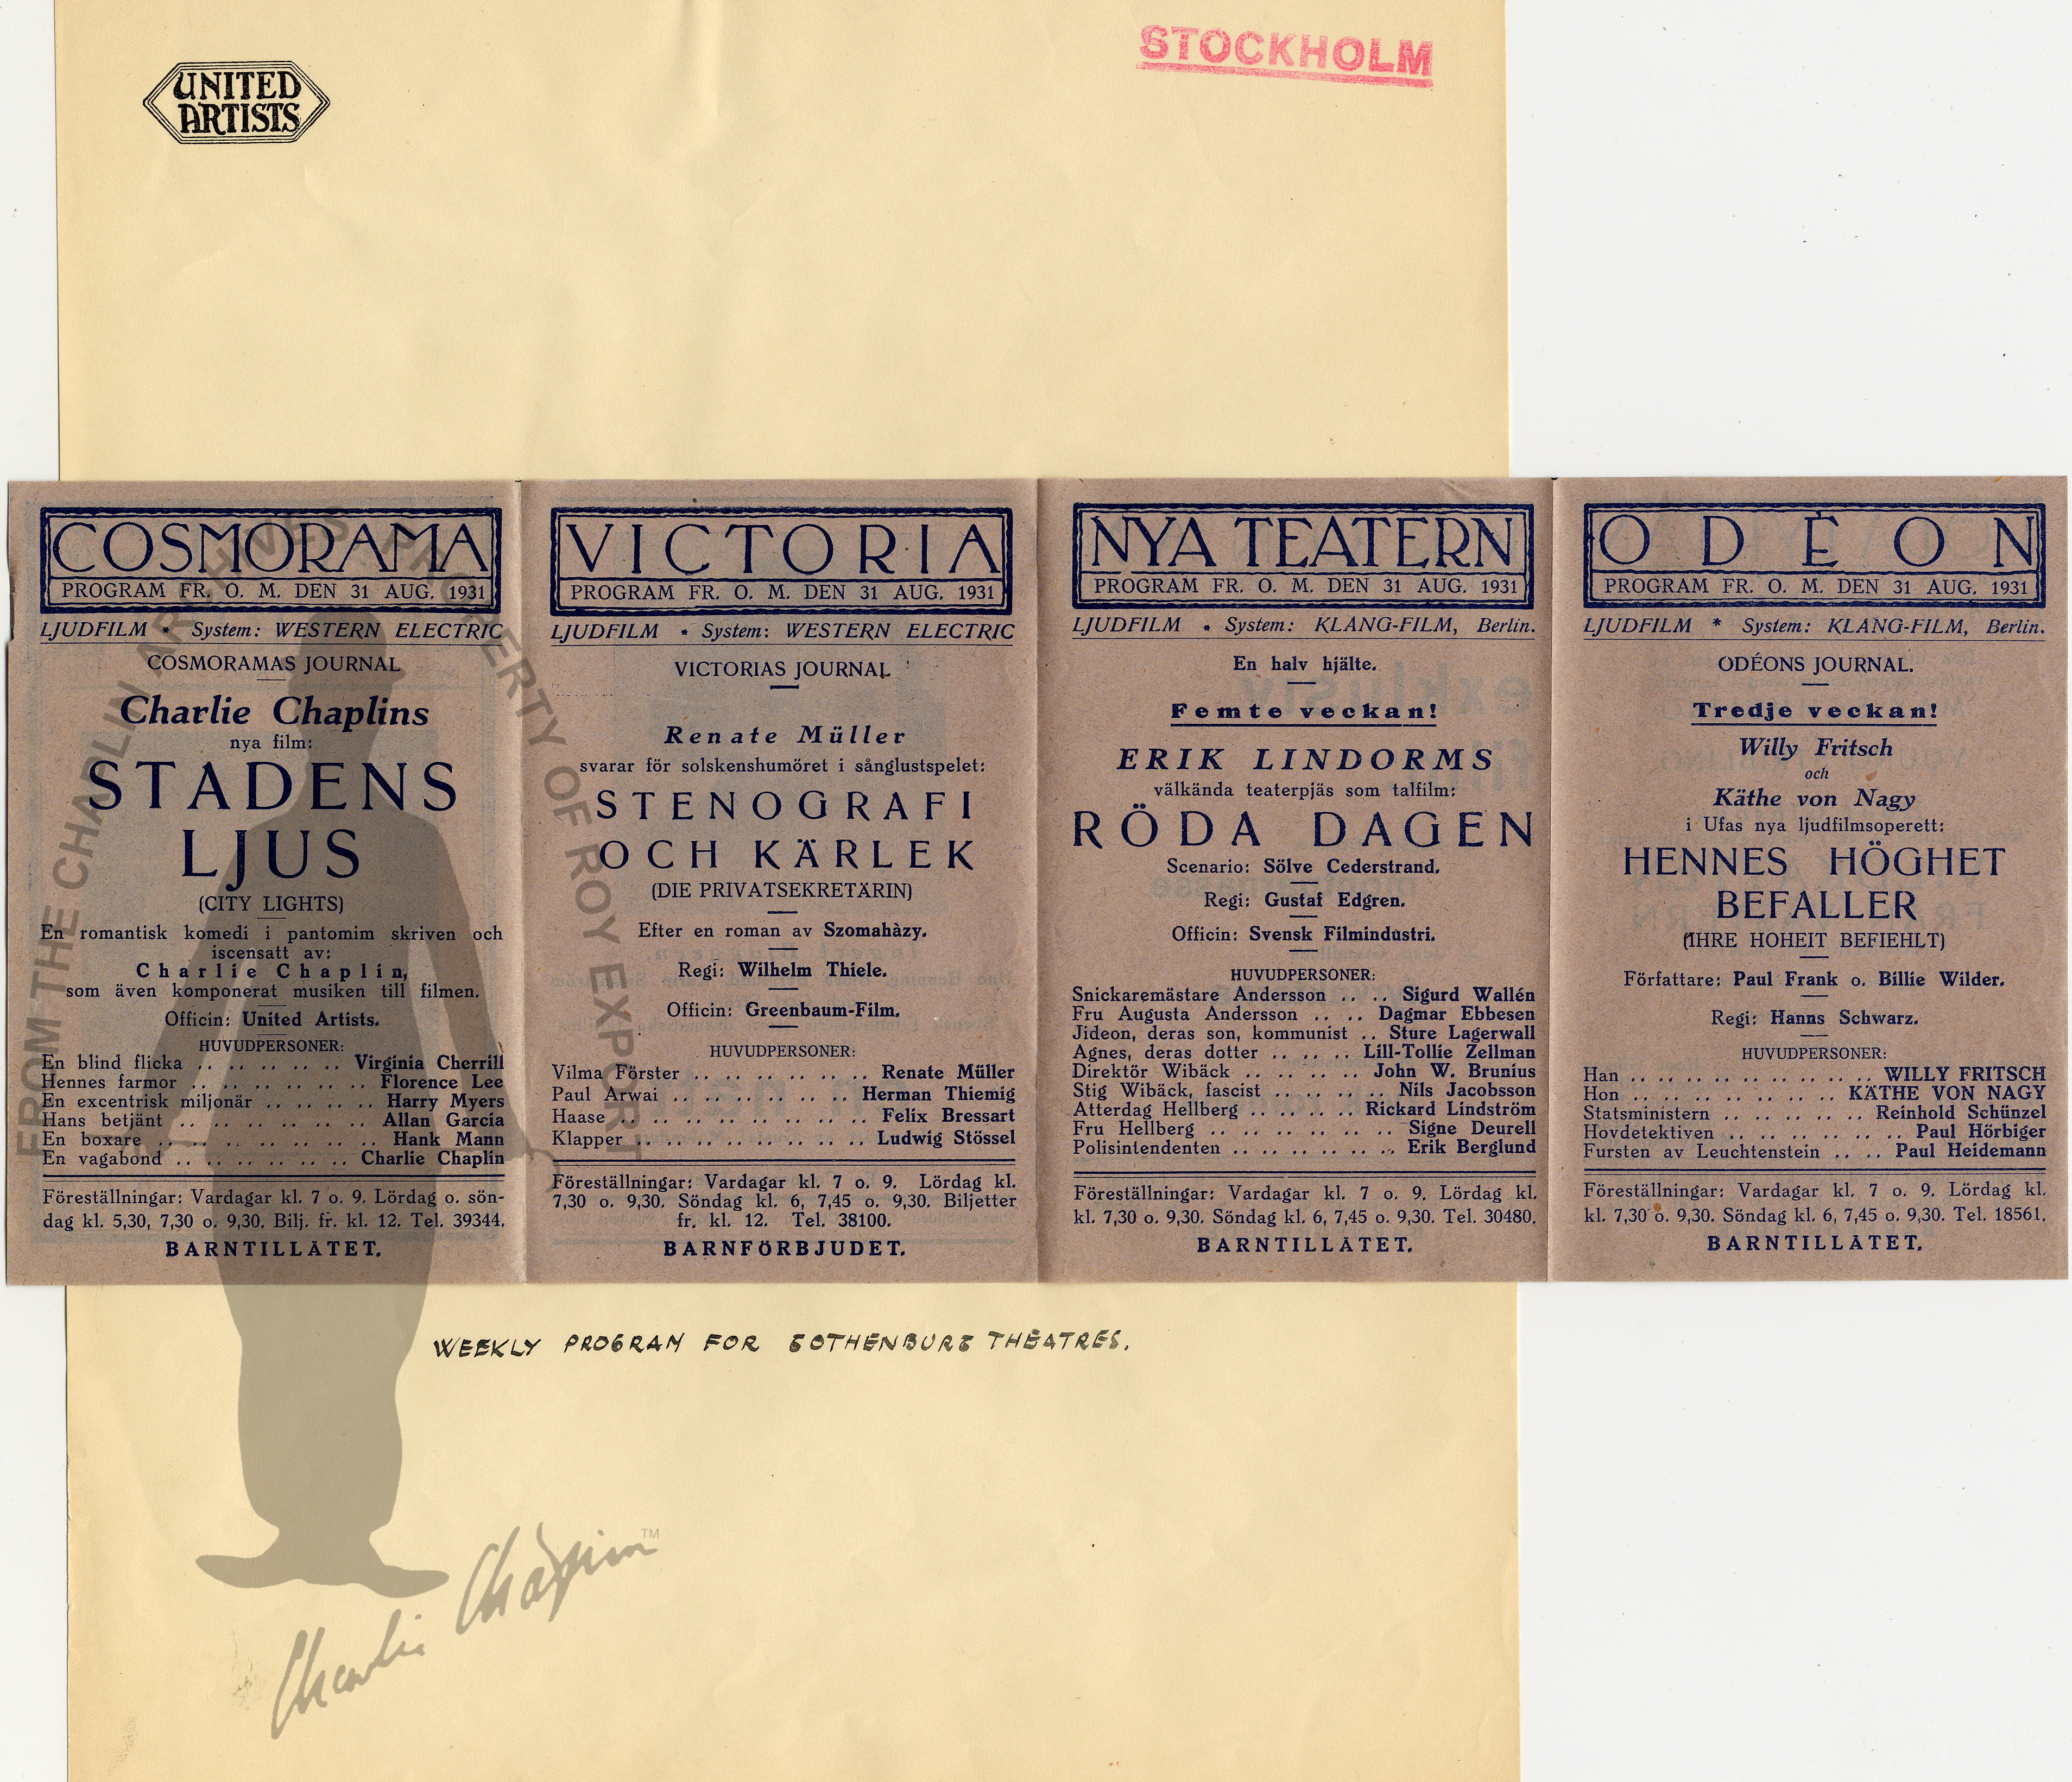 UNITED
ARTISTS
STOCKHOLM
COSMORAMA
PROGRAM FR. O. M. DEN 31 AUG. 1931
LJUDFILM * System: WESTERN ELECTRIC
COSMORAMAS JOURNAL
Charlie Chaplins
nya film:
STADENS
LJUS
(CITY LIGHTS)
En romantisk komedi i pantomim skriven och
iscensatt av:
Charlie Chaplin,
som även komponerat musiken till filmen.
Officin: United Artists.
HUVUDPERSONER:
En blind flicka .. .. .. .. .. .. Virginia Cherrill
Hennes farmor .. .. .. .. .. .. .. Florence Lee
En excentrisk miljonär .. .. .. .. Harry Myers
Hans betjänt .. .. .. .. .. .. .. Allan Garcia
En boxare .. .. .. .. .. .. .. .. Hank Mann
En vagabond .. .. .. .. .. .. .. Charlie Chaplin
Föreställningar: Vardagar kl. 7 o. 9. Lördag o. sön-
dag kl. 5,30, 7,30 o. 9,30. Bilj. fr. kl. 12. Tel. 39344.
BARNTILLÅTET.
VICTORIA
PROGRAM FR. O. M. DEN 31 AUG. 1931
LJUDFILM * System: WESTERN ELECTRIC
VICTORIAS JOURNAL
Renate Müller
svarar för solskenshumöret i sånglustspelet:
STENOGRAFI
OCH KÄRLEK
(DIE PRIVATSEKRETÄRIN)
Efter en roman av Szomahàzy.
Regi: Wilhelm Thiele.
Officin: Greenbaum-Film.
HUVUDPERSONER:
Vilma Förster .. .. .. .. .. .. .. Renate Müller
Paul Arwai .. .. .. .. .. .. .. Herman Thiemig
Haase .. .. .. .. .. .. .. .. .. Felix Bressart
Klapper .. .. .. .. .. .. .. .. Ludwig Stössel
Föreställningar: Vardagar kl. 7 o. 9. Lördag kl.
7,30 o. 9,30. Söndag kl. 6, 7,45 o. 9,30. Biljetter
fr. kl. 12. Tel. 38100.
BARNFÖRBJUDET.
NYA TEATERN
PROGRAM FR. O. M. DEN 31 AUG. 1931
LJUDFILM * System: KLANG-FILM, Berlin.
En halv hjälte.
Femte veckan!
ERIK LINDORMS
välkända teaterpjäs som talfilm:
RÖDA DAGEN
Scenario: Sölve Cederstrand.
Regi: Gustaf Edgren.
Officin: Svensk Filmindustri.
HUVUDPERSONER:
Snickaremästare Andersson .. .. Sigurd Wallén
Fru Augusta Andersson .. .. Dagmar Ebbesen
Jideon, deras son, kommunist .. Sture Lagerwall
Agnes, deras dotter .. .. .. Lill-Tollie Zellman
Direktör Wibäck .. .. .. .. John W. Brunius
Stig Wibäck, fascist .. .. .. .. Nils Jacobsson
Atterdag Hellberg .. .. .. .. Rickard Lindström
Fru Hellberg .. .. .. .. .. .. Signe Deurell
Polisintendenten .. .. .. .. .. .. Erik Berglund
Föreställningar: Vardagar kl. 7 o. 9. Lördag kl.
kl. 7,30 o. 9,30. Söndag kl. 6, 7,45 o. 9,30. Tel. 30480.
BARNTILLÅTET.
ODÉON
PROGRAM FR. O. M. DEN 31 AUG. 1931
LJUDFILM * System: KLANG-FILM, Berlin.
ODÉONS JOURNAL.
Tredje veckan!
Willy Fritsch
och
Käthe von Nagy
i Ufas nya ljudfilmsoperett:
HENNES HÖGHET
BEFALLER
(IHRE HOHEIT BEFIEHLT)
Författare: Paul Frank o. Billie Wilder.
Regi: Hanns Schwarz.
HUVUDPERSONER:
Han .. .. .. .. .. .. .. .. .. WILLY FRITSCH
Hon .. .. .. .. .. .. .. .. KÄTHE VON NAGY
Statsministern .. .. .. .. .. Reinhold Schünzel
Hovdetektiven .. .. .. .. .. .. Paul Hörbiger
Fursten av Leuchtenstein .. .. Paul Heidemann
Föreställningar: Vardagar kl. 7 o. 9. Lördag kl.
kl. 7,30 o. 9,30. Söndag kl. 6, 7,45 o. 9,30. Tel. 18561.
BARNTILLÅTET.
WEEKLY PROGRAM FOR GOTHENBURG THEATRES.
FROM THE CHAPLIN ARCHIVES. PROPERTY OF ROY EXPORT
Charlie Chaplin™